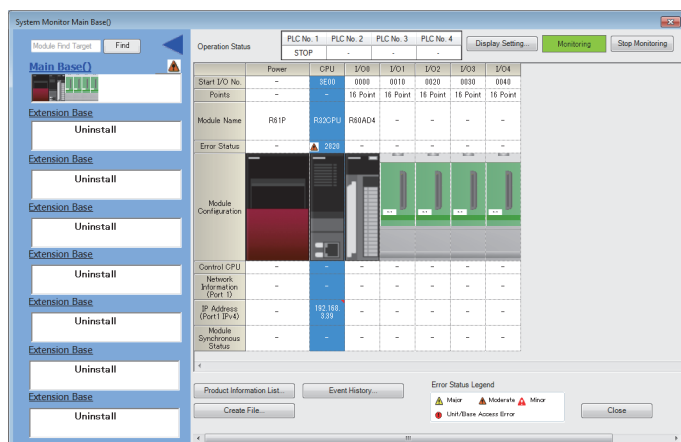 System Monitor Main Base()
Module Find Target Find
Operation Status
PLC No. 1 PLC No. 2 PLC No. 3 PLC No. 4
STOP - - -
Display Setting... Monitoring Stop Monitoring
Main Base()
Extension Base
Uninstall
Extension Base
Uninstall
Extension Base
Uninstall
Extension Base
Uninstall
Extension Base
Uninstall
Extension Base
Uninstall
Extension Base
Uninstall
Power CPU I/O0 I/O1 I/O2 I/O3 I/O4
Start I/O No. - 3E00 0000 0010 0020 0030 0040
Points - - 16 Point 16 Point 16 Point 16 Point 16 Point
Module Name R61P R32CPU R60AD4 - - - -
Error Status - 2820 - - - - -
Module
Configuration
Control CPU - - - - - - -
Network
Information
(Port 1) - - - - - - -
IP Address
(Port1 IPv4) - 192.168.
3.39 - - - - -
Module
Synchronous
Status - - - - - - -
Product Information List... Event History...
Create File...
Error Status Legend
Major Moderate Minor
Unit/Base Access Error
Close